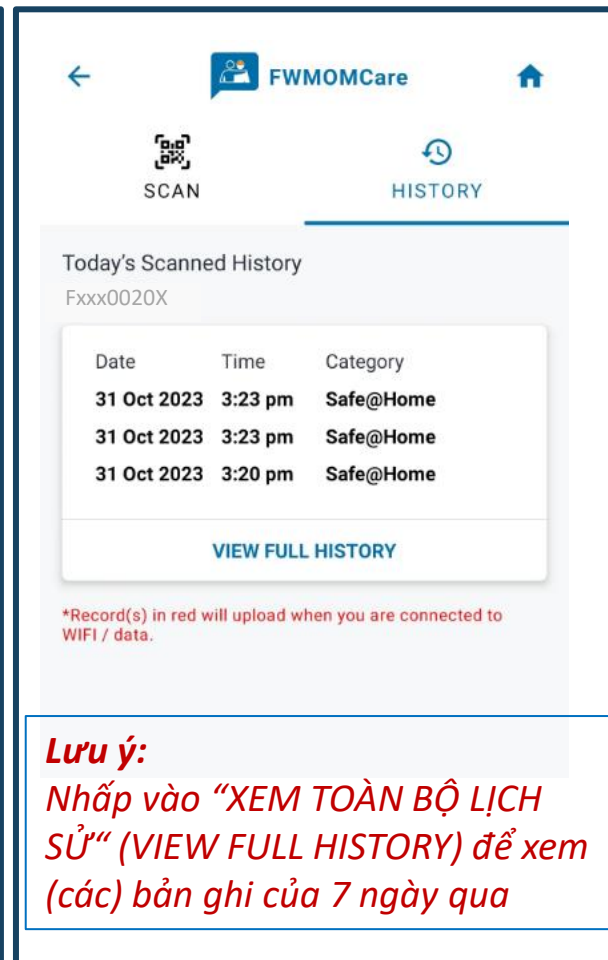 FWMOMCare
SCAN
HISTORY
Today's Scanned History
Fxxx0020X
Date Time Category
31 Oct 2023 3:23 pm Safe@Home
31 Oct 2023 3:23 pm Safe@Home
31 Oct 2023 3:20 pm Safe@Home
VIEW FULL HISTORY
*Record(s) in red will upload when you are connected to
WIFI / data.
Lưu ý:
Nhấp vào “XEM TOÀN BỘ LỊCH
SỬ“ (VIEW FULL HISTORY) để xem
(các) bản ghi của 7 ngày qua